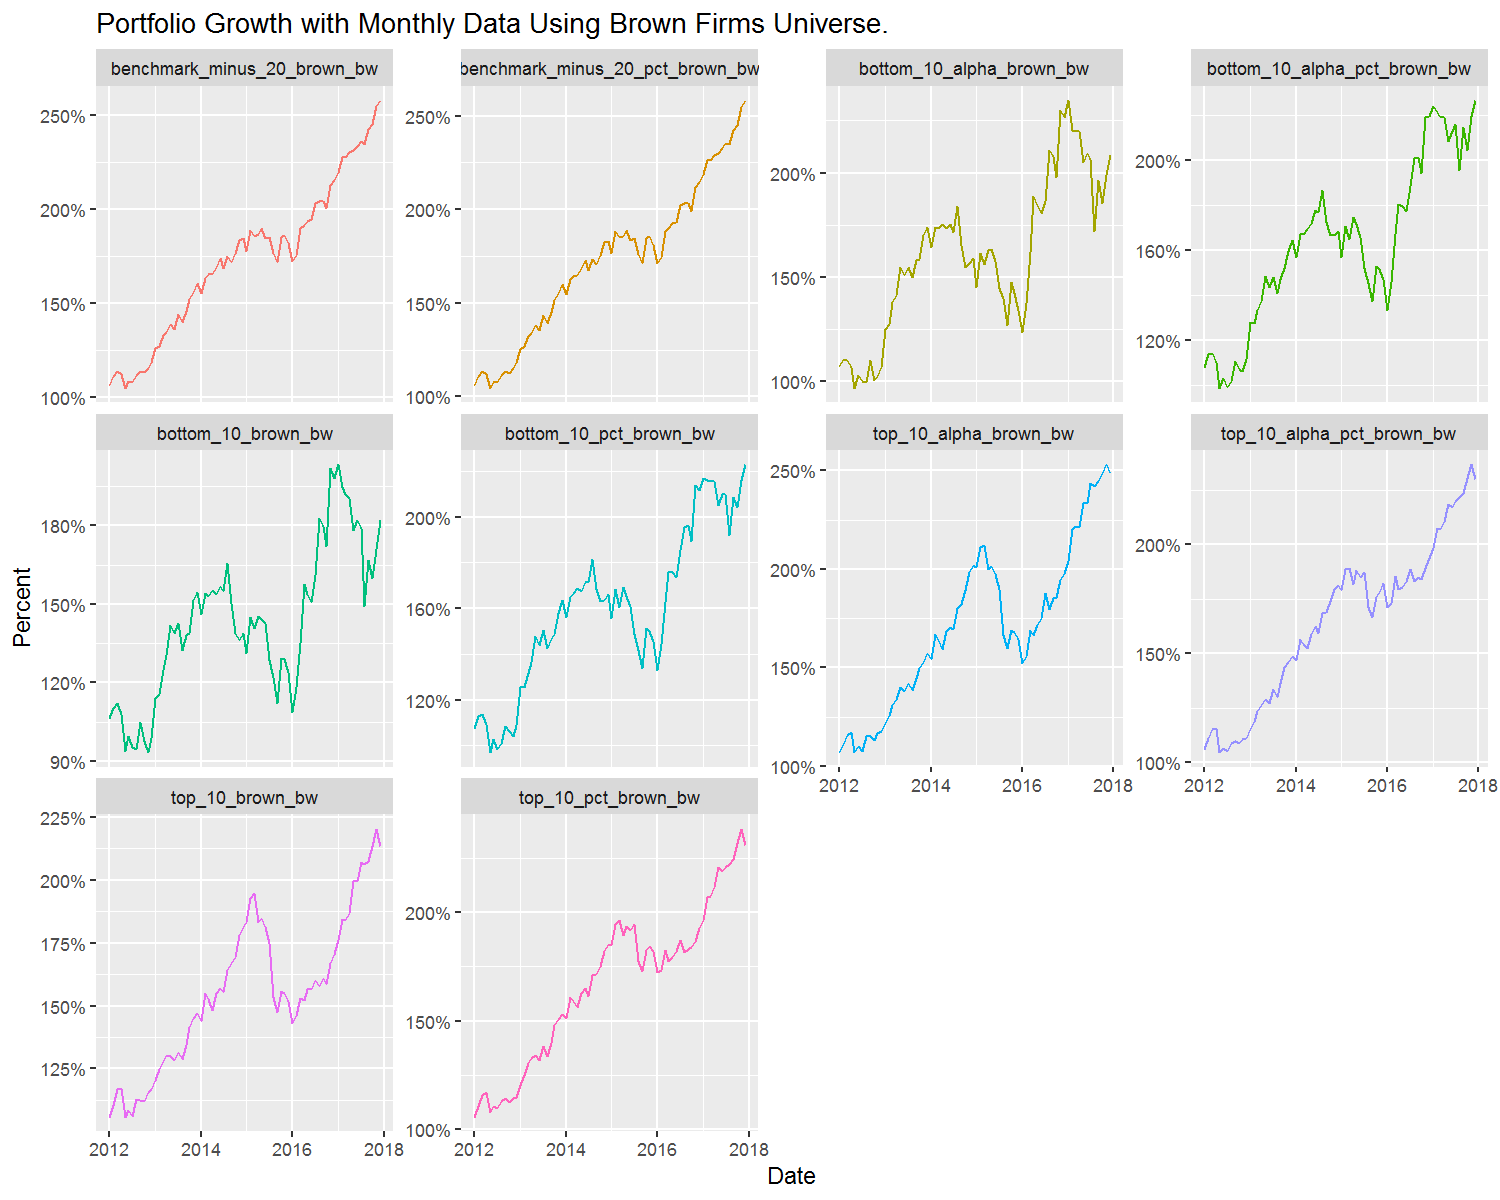 Portfolio Growth with Monthly Data Using Brown Firms Universe.
benchmark_minus_20_brown_bw
benchmark_minus_20_pct_brown_bw
bottom_10_alpha_brown_bw
bottom_10_alpha_pct_brown_bw
250%
200%
150%
100%
250%
200%
150%
100%
200%
150%
100%
200%
160%
120%
bottom_10_brown_bw
bottom_10_pct_brown_bw
top_10_alpha_brown_bw
top_10_alpha_pct_brown_bw
180%
150%
120%
90%
200%
160%
120%
250%
200%
150%
100%
200%
150%
100%
2012 2014 2016 2018
2012 2014 2016 2018
top_10_brown_bw
top_10_pct_brown_bw
225%
200%
175%
150%
125%
200%
150%
100%
2012 2014 2016 2018
2012 2014 2016 2018
Percent
Date